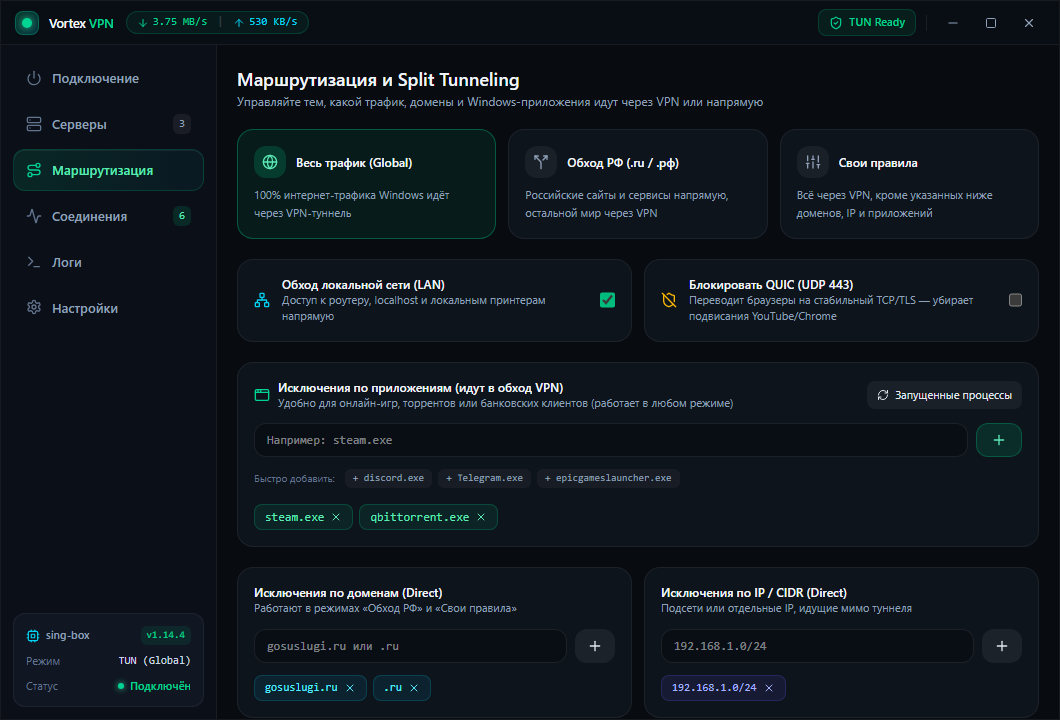 Vortex VPN
3.75 MB/s
530 KB/s
TUN Ready
Подключение
Серверы
3
Маршрутизация
Соединения
6
Логи
Настройки
sing-box
v1.14.4
Режим
TUN (Global)
Статус
Подключён
Маршрутизация и Split Tunneling
Управляйте тем, какой трафик, домены и Windows-приложения идут через VPN или напрямую
Весь трафик (Global)
100% интернет-трафика Windows идёт
через VPN-туннель
Обход РФ (.ru / .рф)
Российские сайты и сервисы напрямую,
остальной мир через VPN
Свои правила
Всё через VPN, кроме указанных ниже
доменов, IP и приложений
Обход локальной сети (LAN)
Доступ к роутеру, localhost и локальным принтерам
напрямую
Блокировать QUIC (UDP 443)
Переводит браузеры на стабильный TCP/TLS — убирает
подвисания YouTube/Chrome
Исключения по приложениям (идут в обход VPN)
Удобно для онлайн-игр, торрентов или банковских клиентов (работает в любом режиме)
Запущенные процессы
Например: steam.exe
+
Быстро добавить:
+ discord.exe
+ Telegram.exe
+ epicgameslauncher.exe
steam.exe ×
qbittorrent.exe ×
Исключения по доменам (Direct)
Работают в режимах «Обход РФ» и «Свои правила»
gosuslugi.ru или .ru
+
gosuslugi.ru ×
.ru ×
Исключения по IP / CIDR (Direct)
Подсети или отдельные IP, идущие мимо туннеля
192.168.1.0/24
+
192.168.1.0/24 ×